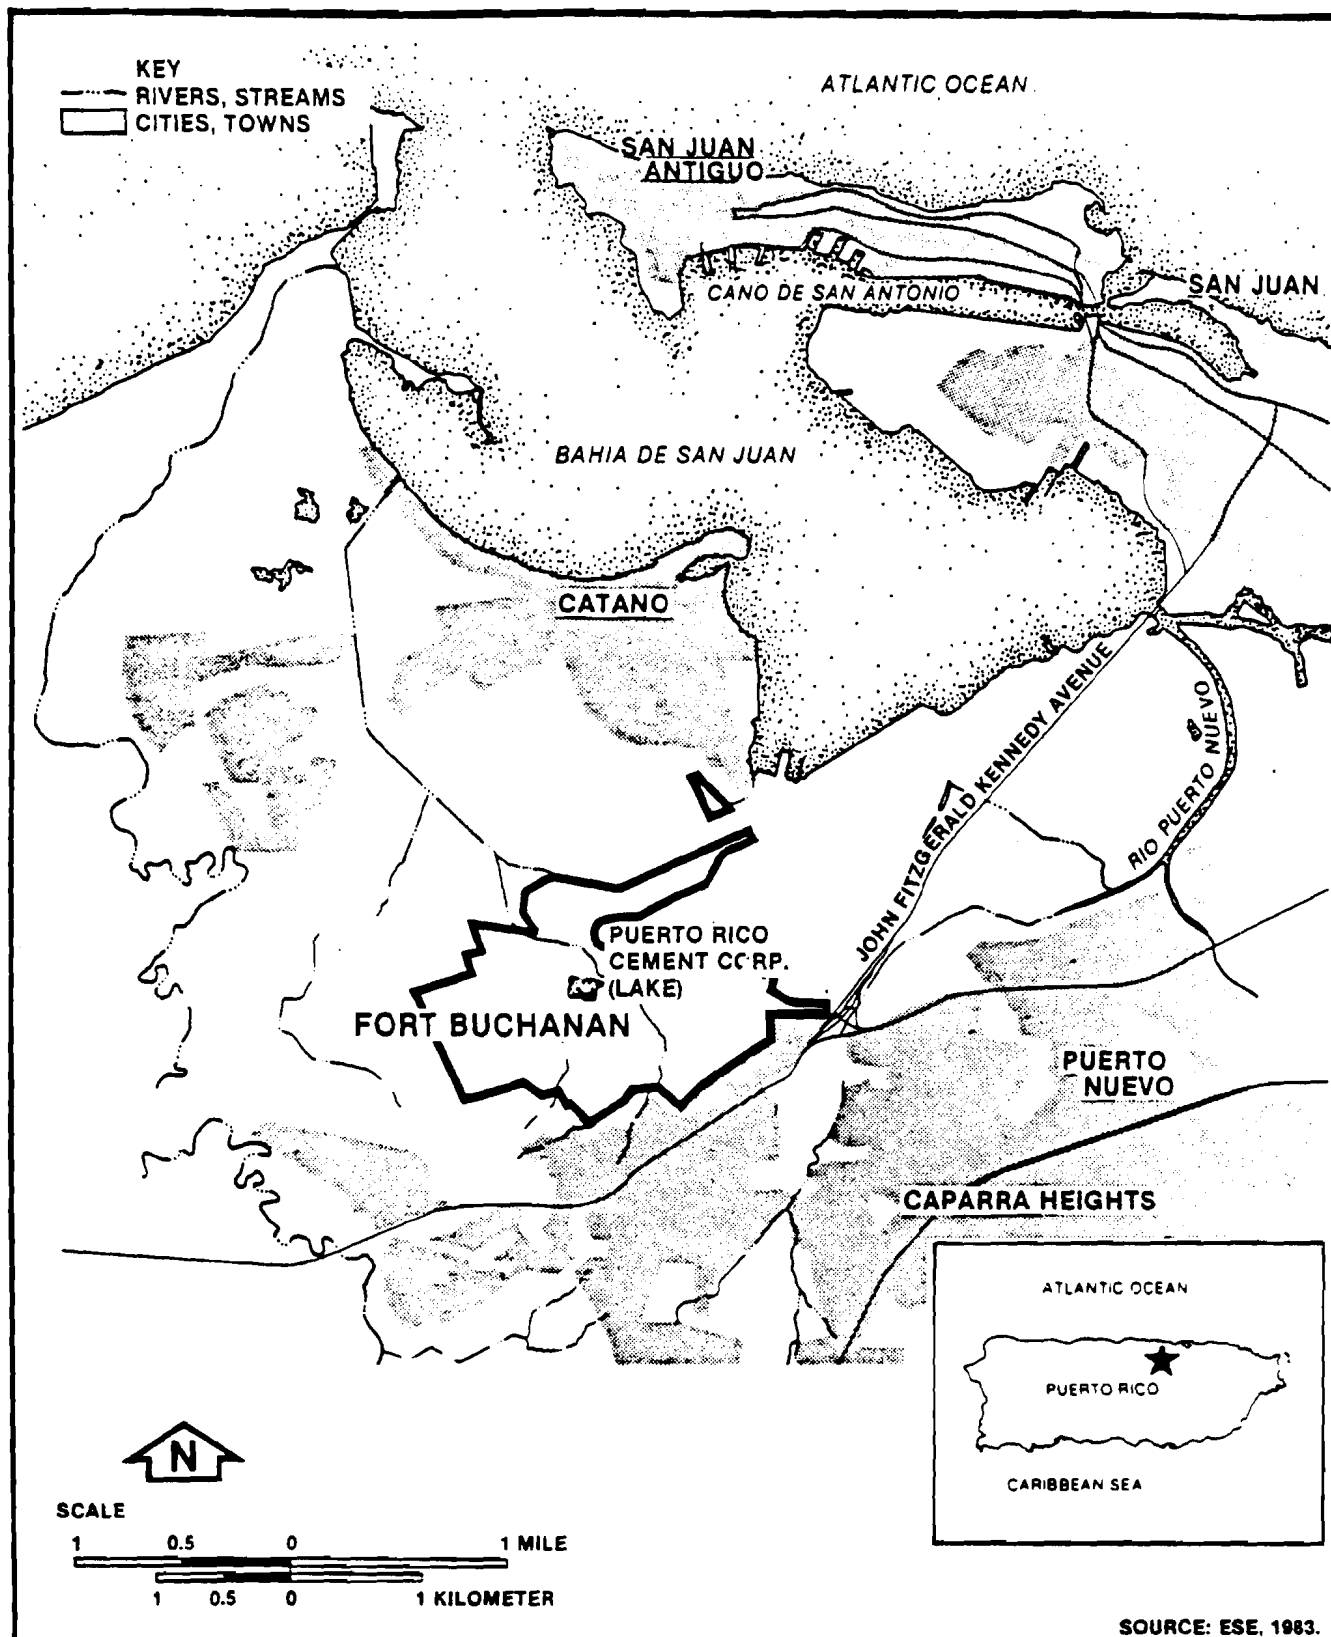 KEY
RIVERS, STREAMS
CITIES, TOWNS
ATLANTIC OCEAN
SAN JUAN
ANTIGUO
SAN JUAN
CANO DE SAN ANTONIO
BAHIA DE SAN JUAN
CATANO
JOHN FITZGERALD KENNEDY AVENUE
RIO PUERTO NUEVO
PUERTO RICO
CEMENT CORP.
(LAKE)
FORT BUCHANAN
PUERTO
NUEVO
CAPARRA HEIGHTS
ATLANTIC OCEAN
PUERTO RICO
CARIBBEAN SEA
N
SCALE
1 0.5 0 1 MILE
1 0.5 0 1 KILOMETER
SOURCE: ESE, 1983.